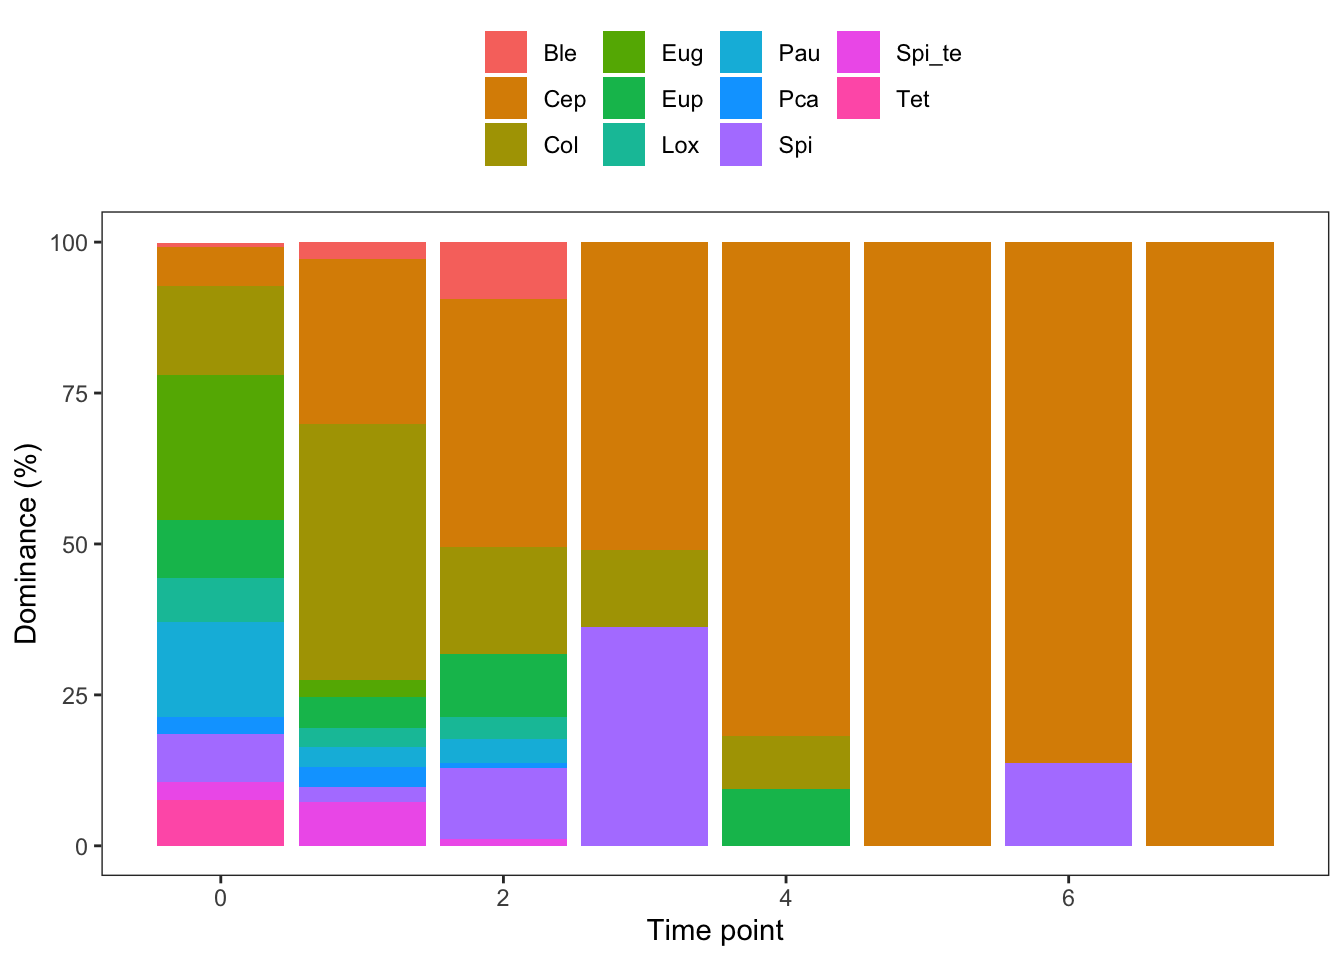 Ble Eug Pau Spi_te
Cep Eup Pca Tet
Col Lox Spi
100
75
50
25
0
Dominance (%)
0 2 4 6
Time point